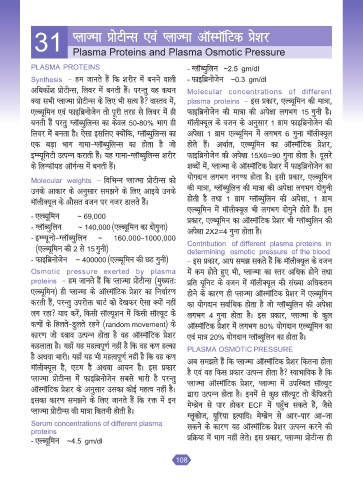 31
प्लाज्मा प्रोटीन्स एवं प्लाज्मा ऑस्मॉटिक प्रेशर
Plasma Proteins and Plasma Osmotic Pressure
PLASMA PROTEINS
Synthesis - हम जानते हैं कि शरीर में बनने वाली
अधिकाँश प्रोटीन्स, लिवर में बनती हैं। परन्तु यह कथन
क्या सभी प्लाज्मा प्रोटीन्स के लिए भी सत्य है? वास्तव में,
एल्ब्यूमिन एवं फाइब्रिनोजेन तो पूरी तरह से लिवर में ही
बनती हैं परन्तु ग्लॉब्यूलिन्स का केवल 50-80% भाग ही
लिवर में बनता है। ऐसा इसलिए क्योंकि, ग्लॉब्यूलिन्स का
एक बड़ा भाग गामा-ग्लॉब्यूलिन्स का होता है जो
इम्यूनिटी उत्पन्न कराती हैं। यह गामा-ग्लॉब्यूलिन्स शरीर
के लिम्फॉयड ऑर्गन्स में बनती हैं।
Molecular weights - विभिन्न प्लाज्मा प्रोटीन्स को
उनके आकार के अनुसार समझने के लिए आइये उनके
मॉलीक्यूल के औसत वजन पर नजर डालते हैं।
- एल्ब्यूमिन ~ 69,000
- ग्लॉब्यूलिन ~ 140,000 (एल्ब्यूमिन का दोगुना)
- इम्यूनो-ग्लॉब्यूलिन ~ 160,000–1000,000
(एल्ब्यूमिन की 2 से 15 गुनी)
- फाइब्रिनोजेन ~ 400000 (एल्ब्यूमिन की छह गुनी)
Osmotic pressure exerted by plasma
proteins - हम जानते हैं कि प्लाज्मा प्रोटीन्स (मुख्यतः
एल्ब्यूमिन) ही प्लाज्मा के ऑस्मॉटिक प्रेशर का निर्धारण
करती हैं, परन्तु उपरोक्त चार्ट को देखकर ऐसा क्यों नहीं
लग रहा? याद करें, किसी सॉल्यूशन में किसी सॉल्यूट के
कणों के हिलते-डुलते रहने (random movement) के
कारण जो दबाव उत्पन्न होता है वह ऑस्मॉटिक प्रेशर
कहलाता है। यहाँ यह महत्वपूर्ण नहीं है कि वह कण हल्का
है अथवा भारी। यहाँ यह भी महत्वपूर्ण नहीं है कि वह कण
मॉलीक्यूल है, एटम है अथवा आयन है। इस प्रकार
प्लाज्मा प्रोटीन्स में फाइब्रिनोजेन सबसे भारी है परन्तु
ऑस्मॉटिक प्रेशर के अनुसार उसका कोई महत्व नहीं है।
इसका कारण समझने के लिए जानते हैं कि रक्त में इन
प्लाज्मा प्रोटीन्स की मात्रा कितनी होती है।
Serum concentrations of different plasma
proteins
- एल्ब्यूमिन ~4.5 gm/dl
- ग्लॉब्यूलिन ~2.5 gm/dl
- फाइब्रिनोजेन ~0.3 gm/dl
Molecular concentrations of different
plasma proteins - इस प्रकार, एल्ब्यूमिन की मात्रा,
फाइब्रिनोजेन की मात्रा की अपेक्षा लगभग 15 गुनी है।
मॉलीक्यूल के वजन के अनुसार 1 ग्राम फाइब्रिनोजेन की
अपेक्षा 1 ग्राम एल्ब्यूमिन में लगभग 6 गुना मॉलीक्यूल
होते हैं। अर्थात, एल्ब्यूमिन का ऑस्मॉटिक प्रेशर,
फाइब्रिनोजेन की अपेक्षा 15X6=90 गुना होता है। दूसरे
शब्दों में, प्लाज्मा के ऑस्मॉटिक प्रेशर में फाइब्रिनोजेन का
योगदान लगभग नगण्य होता है। इसी प्रकार, एल्ब्यूमिन
की मात्रा, ग्लॉब्यूलिन की मात्रा की अपेक्षा लगभग दोगुनी
होती है तथा 1 ग्राम ग्लॉब्यूलिन की अपेक्षा, 1 ग्राम
एल्ब्यूमिन में मॉलीक्यूल भी लगभग दोगुने होते हैं। इस
प्रकार, एल्ब्यूमिन का ऑस्मॉटिक प्रेशर भी ग्लॉब्यूलिन की
अपेक्षा 2X2=4 गुना होता है।
Contribution of different plasma proteins in
determining osmotic pressure of the blood
- इस प्रकार, आप समझ सकते हैं कि मॉलीक्यूल के वजन
में कम होते हुए भी, प्लाज्मा का स्तर अधिक होने तथा
प्रति यूनिट के वजन में मॉलीक्यूल की संख्या अधिकतम
होने के कारण ही प्लाज्मा के ऑस्मॉटिक प्रेशर में एल्ब्यूमिन
का योगदान सर्वाधिक होता है जो ग्लॉब्यूलिन की अपेक्षा
लगभग 4 गुना होता है। इस प्रकार, प्लाज्मा के कुल
ऑस्मॉटिक प्रेशर में लगभग 80% योगदान एल्ब्यूमिन का
एवं मात्र 20% योगदान ग्लॉब्यूलिन का होता है।
PLASMA OSMOTIC PRESSURE
अब समझते हैं कि प्लाज्मा ऑस्मॉटिक प्रेशर कितना होता
है एवं वह किस प्रकार उत्पन्न होता है? स्वाभाविक है कि
प्लाज्मा ऑस्मॉटिक प्रेशर, प्लाज्मा में उपस्थित सॉल्यूट
द्वारा उत्पन्न होता है। इनमें से कुछ सॉल्यूट तो कैपिलरी
मेम्ब्रेन से पार होकर ECF में पहुँच सकते हैं, जैसे
ग्लूकोज, यूरिया इत्यादि। मेम्ब्रेन से आर-पार आ-जा
सकने के कारण यह ऑस्मॉटिक प्रेशर उत्पन्न करने की
प्रक्रिया में भाग नहीं लेते। इस प्रकार, प्लाज्मा प्रोटीन्स ही
108